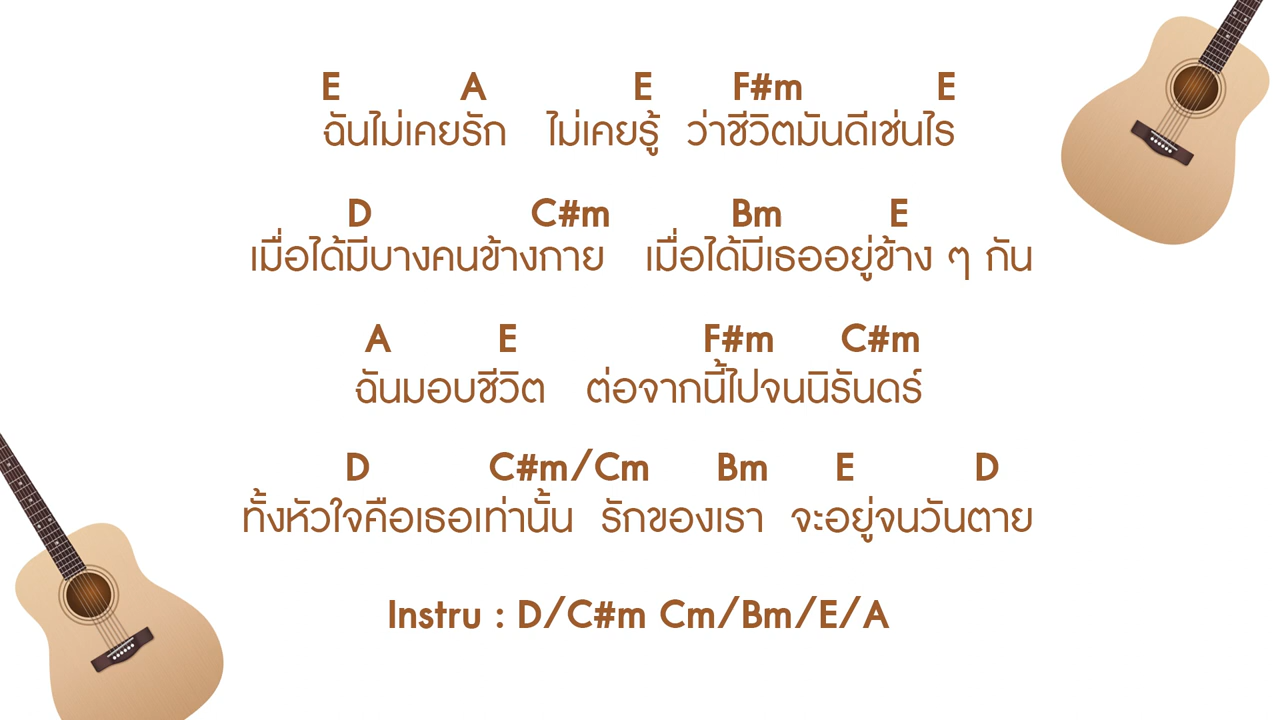 E A E F#m E
ฉันไม่เคยรัก ไม่เคยรู้ ว่าชีวิตมันดีเช่นไร
D C#m Bm E
เมื่อได้มีบางคนข้างกาย เมื่อได้มีเธออยู่ข้าง ๆ กัน
A E F#m C#m
ฉันมอบชีวิต ต่อจากนี้ไปจนนิรันดร์
D C#m/Cm Bm E D
ทั้งหัวใจคือเธอเท่านั้น รักของเรา จะอยู่จนวันตาย
Instru : D/C#m Cm/Bm/E/A